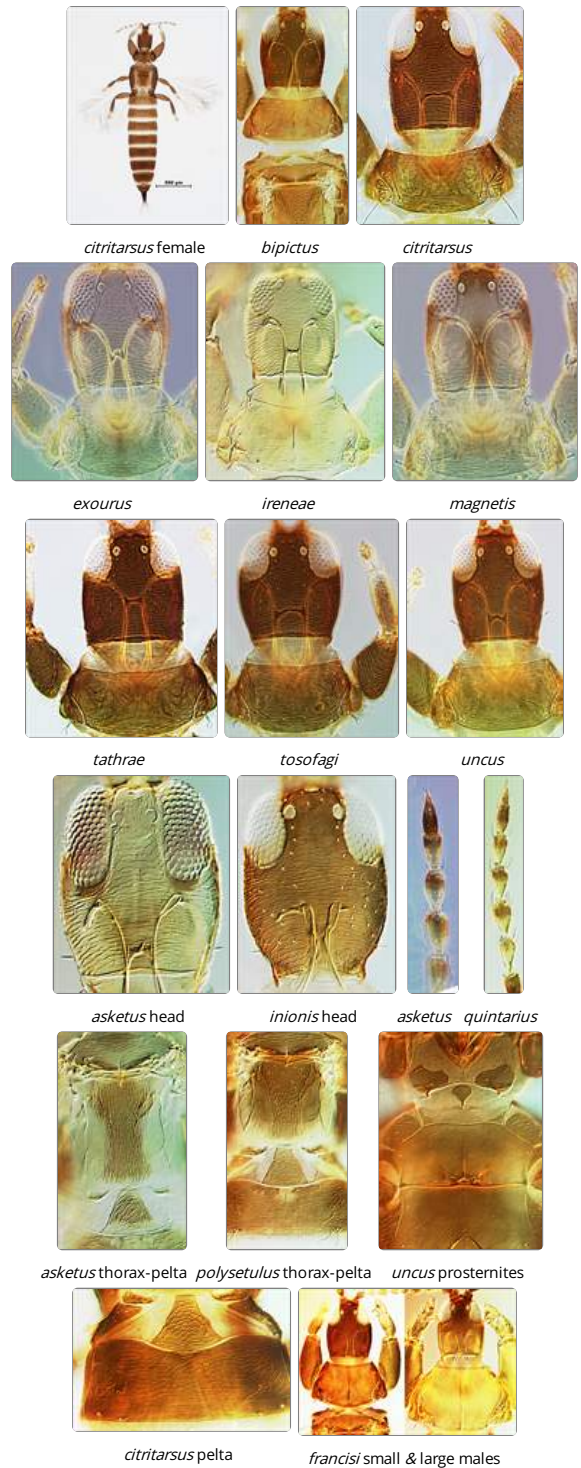 citritarsus female bipictus citritarsus
exourus ireneae magnetis
tathrae tosofagi uncus
asketus head inionis head asketus quintarius
asketus thorax-pelta polysetulus thorax-pelta uncus prosternites
citritarsus pelta francisi small & large males